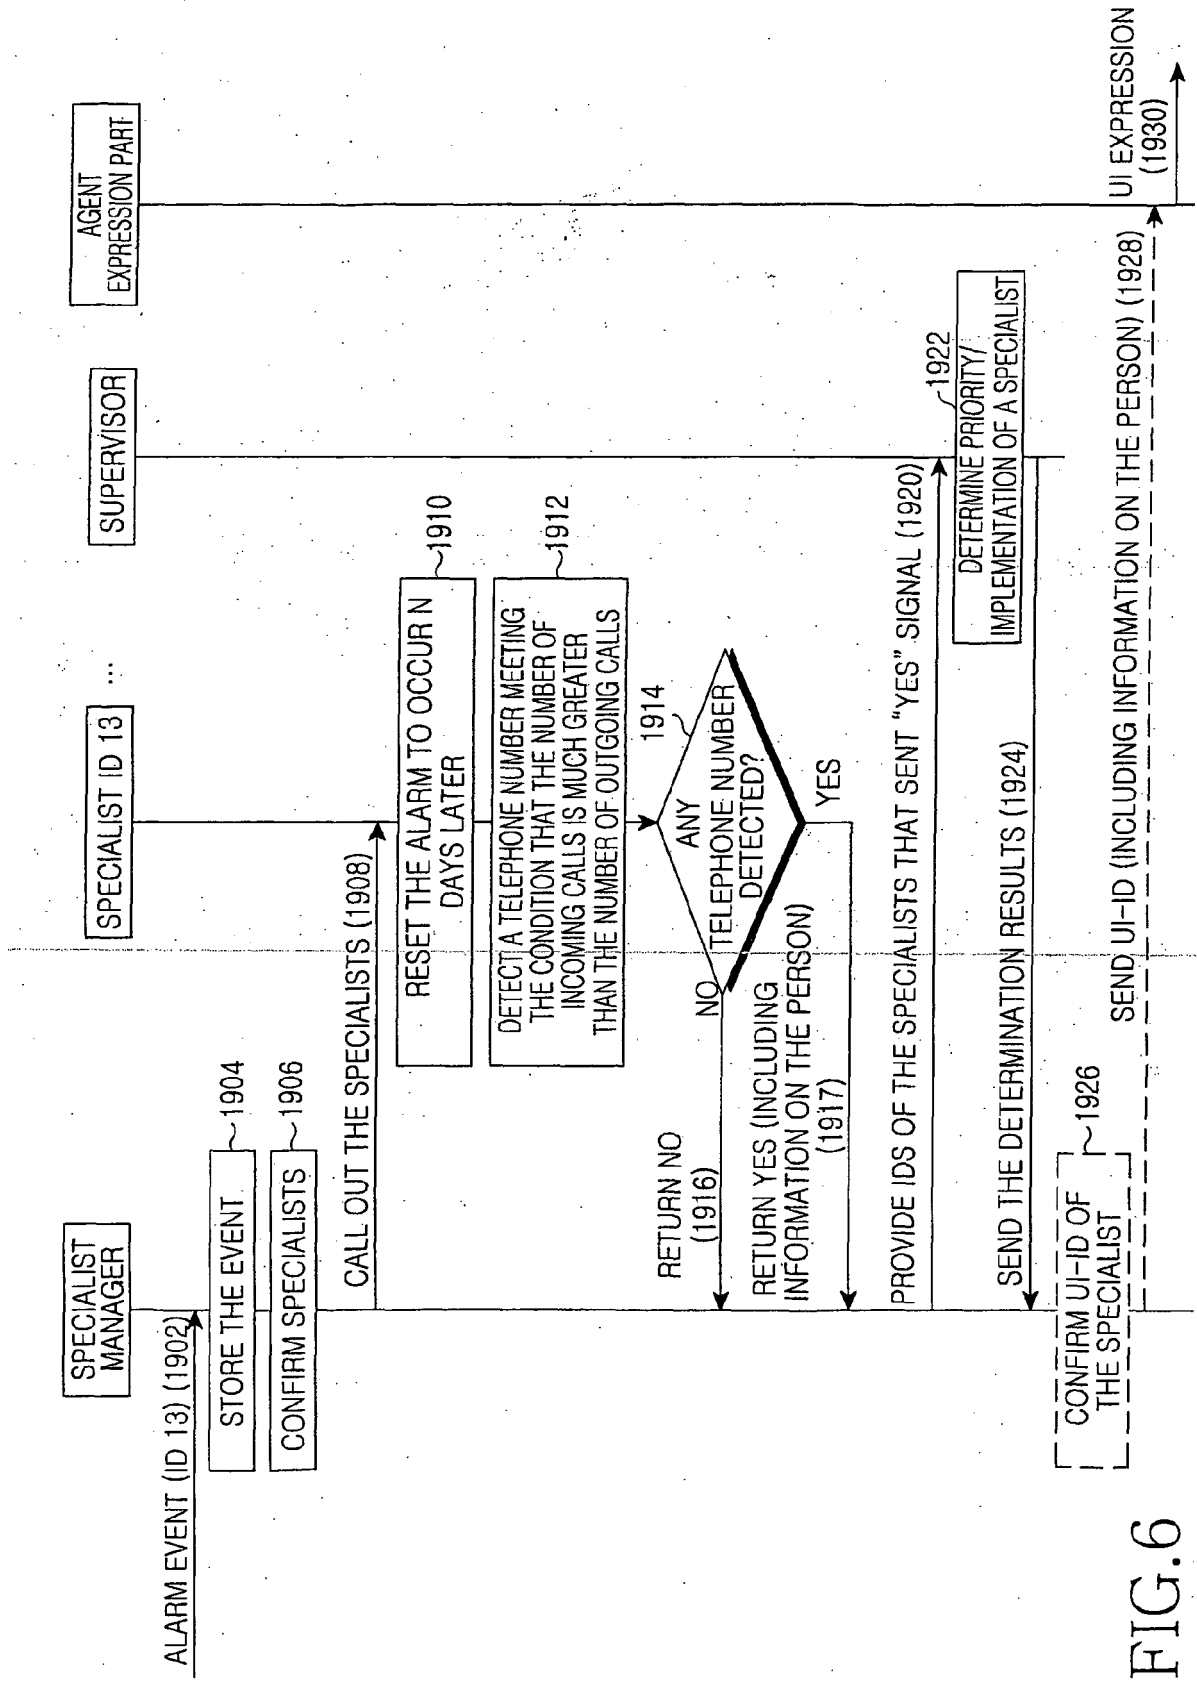 SPECIALIST
MANAGER
SPECIALIST ID 13
...
SUPERVISOR
AGENT
EXPRESSION PART
ALARM EVENT (ID 13) (1902)
STORE THE EVENT
1904
CONFIRM SPECIALISTS
1906
CALL OUT THE SPECIALISTS (1908)
RESET THE ALARM TO OCCUR N
DAYS LATER
1910
DETECT A TELEPHONE NUMBER MEETING
THE CONDITION THAT THE NUMBER OF
INCOMING CALLS IS MUCH GREATER
THAN THE NUMBER OF OUTGOING CALLS
1912
ANY
TELEPHONE NUMBER
DETECTED?
1914
NO
YES
RETURN NO
(1916)
RETURN YES (INCLUDING
INFORMATION ON THE PERSON)
(1917)
PROVIDE IDS OF THE SPECIALISTS THAT SENT "YES" SIGNAL (1920)
1922
DETERMINE PRIORITY/
IMPLEMENTATION OF A SPECIALIST
SEND THE DETERMINATION RESULTS (1924)
CONFIRM UI-ID OF
THE SPECIALIST
1926
SEND UI-ID (INCLUDING INFORMATION ON THE PERSON) (1928)
UI EXPRESSION
(1930)
FIG.6